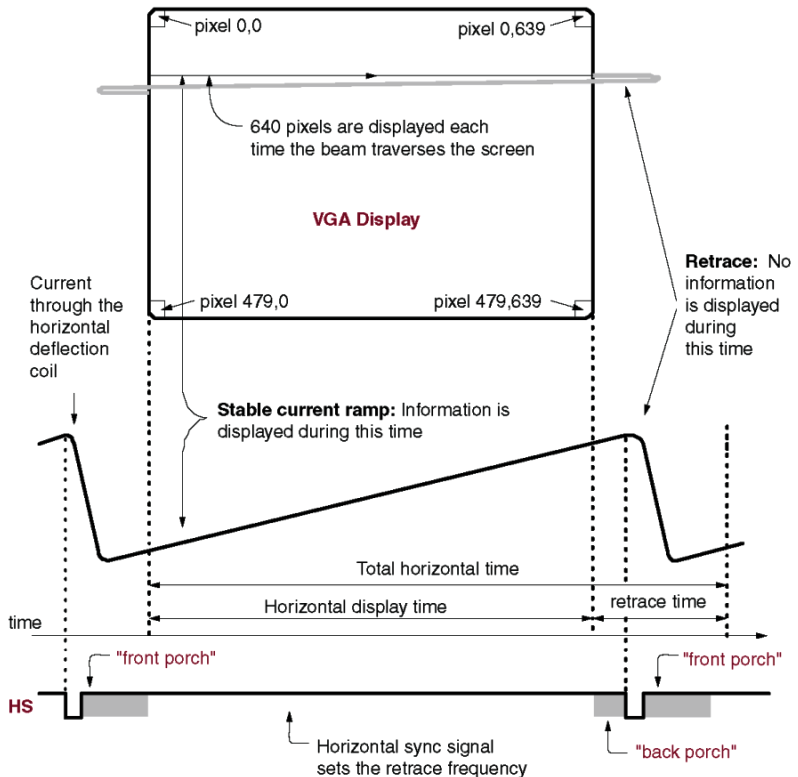 pixel 0,0
pixel 0,639
640 pixels are displayed each
time the beam traverses the screen
VGA Display
Retrace: No
information
is displayed
during
this time
Current
through the
horizontal
deflection
coil
pixel 479,0
pixel 479,639
Stable current ramp: Information is
displayed during this time
Total horizontal time
Horizontal display time
retrace time
time
"front porch"
"front porch"
HS
Horizontal sync signal
sets the retrace frequency
"back porch"